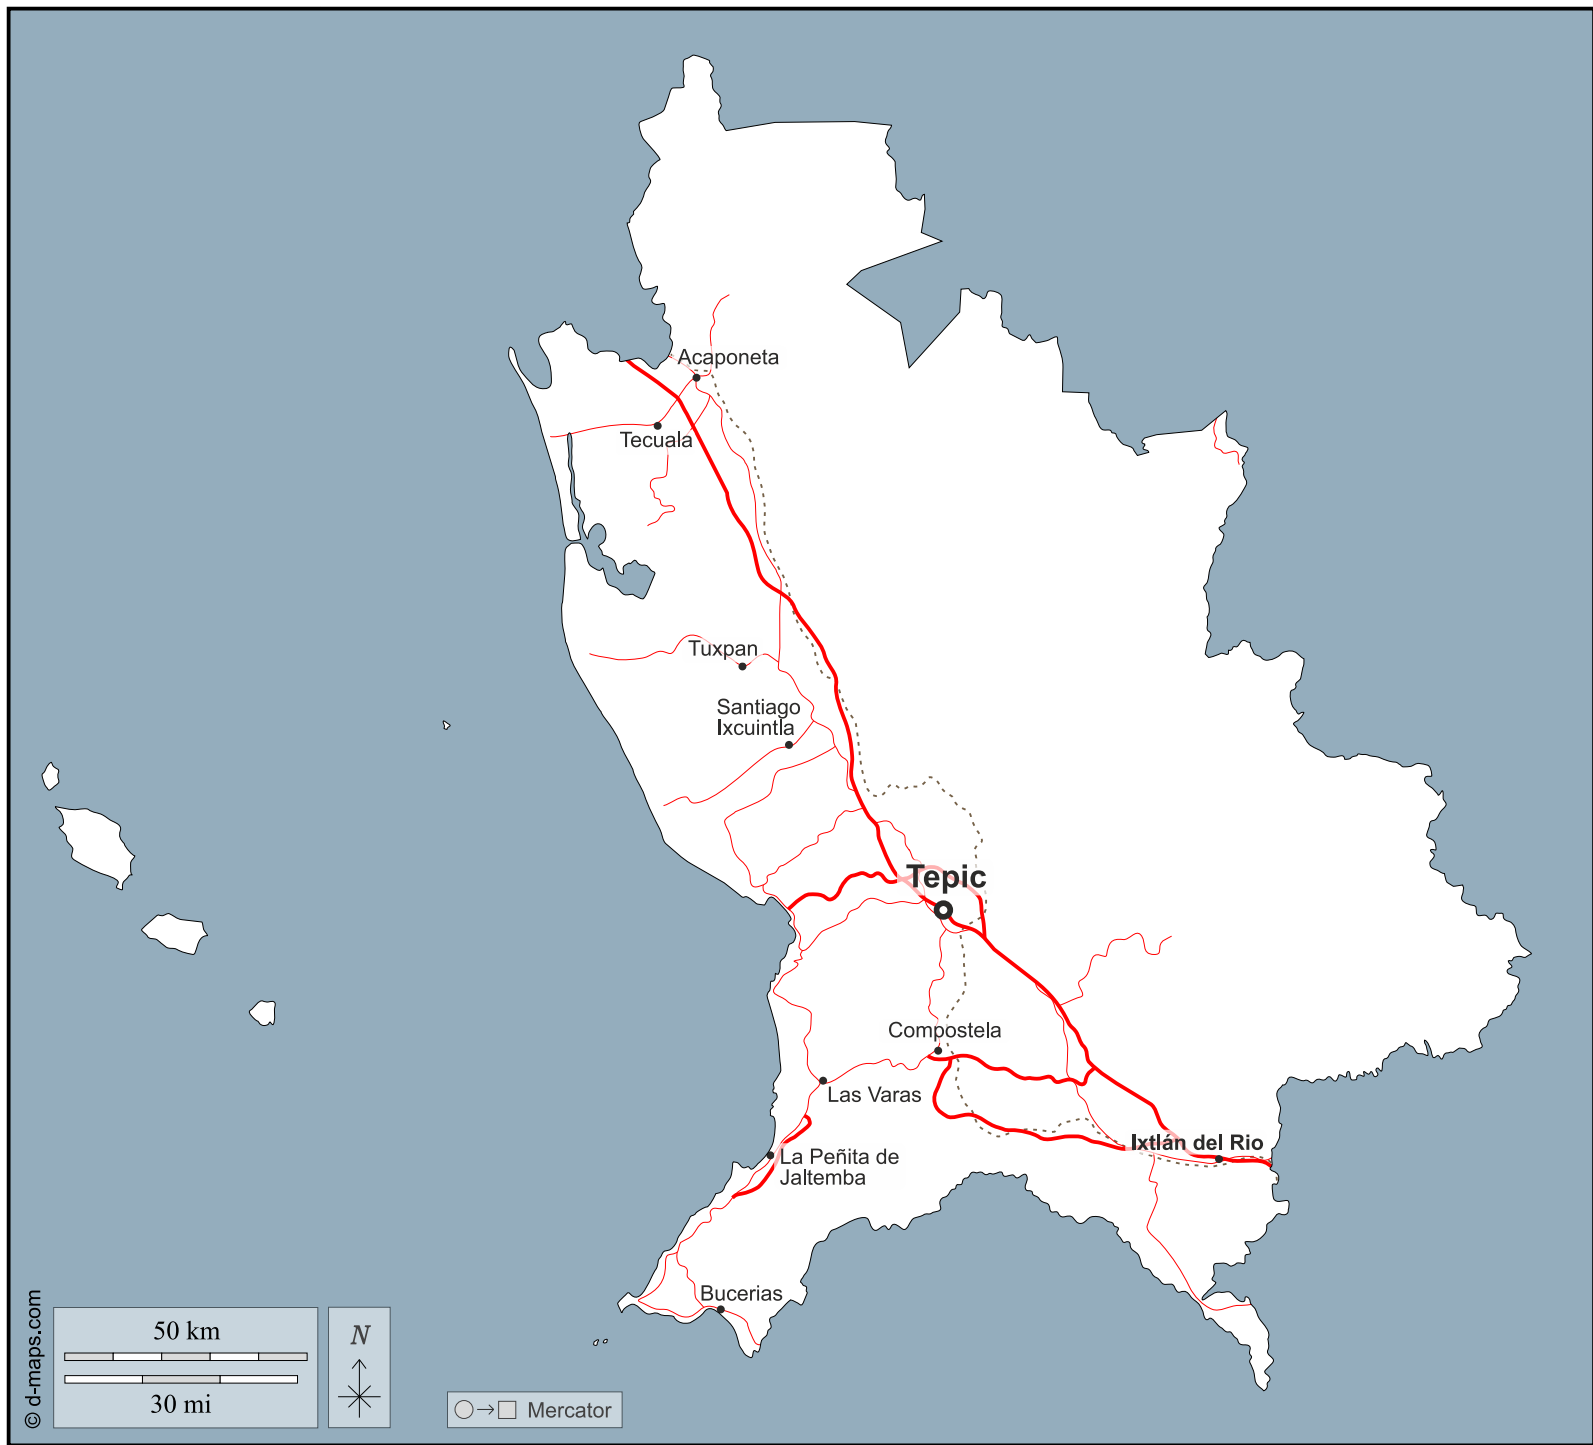 Acaponeta
Tecuala
Tuxpan
Santiago
Ixcuintla
Tepic
Compostela
Las Varas
Ixtlán del Rio
La Peñita de
Jaltemba
Bucerias
50 km
30 mi
N
Mercator
© d-maps.com